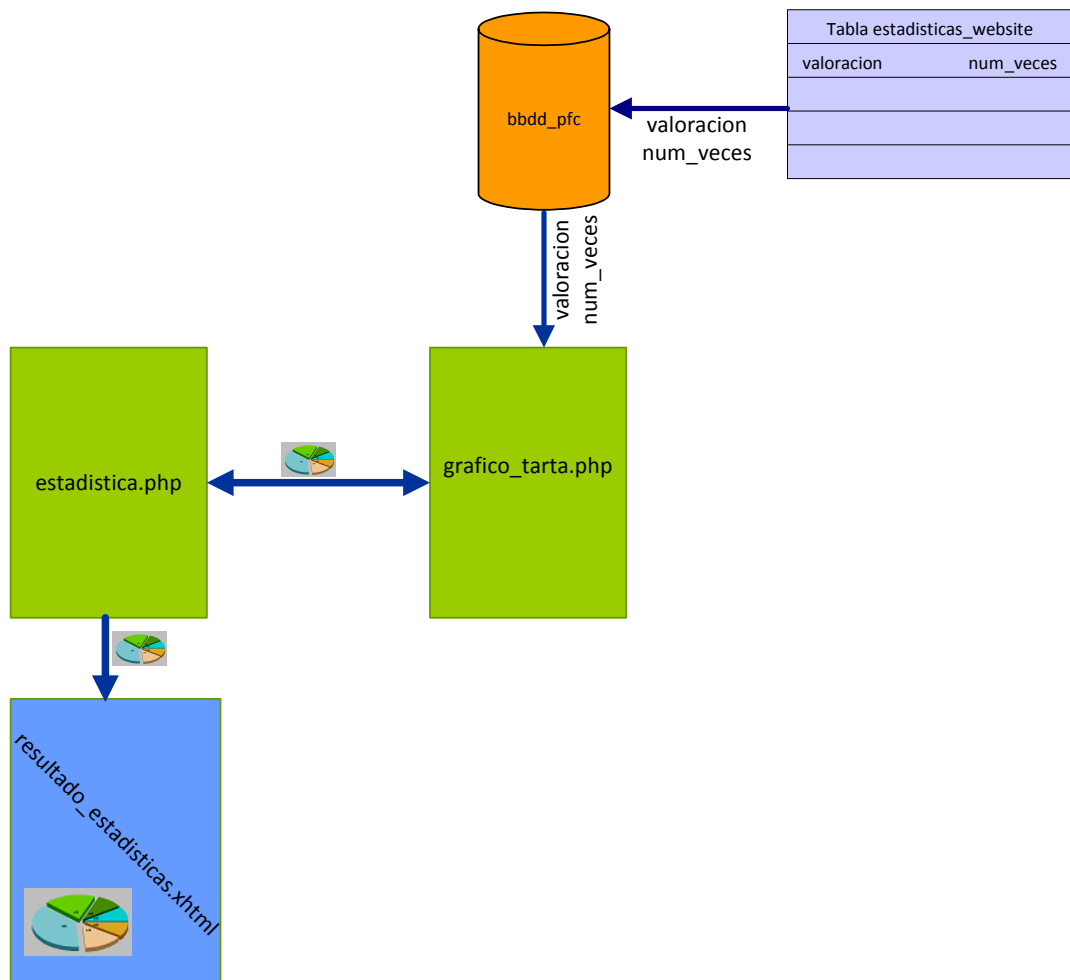 Tabla estadisticas_website
valoracion num_veces
bbdd_pfc
valoracion
num_veces
valoracion
num_veces
estadistica.php
grafico_tarta.php
resultado_estadisticas.xhtml